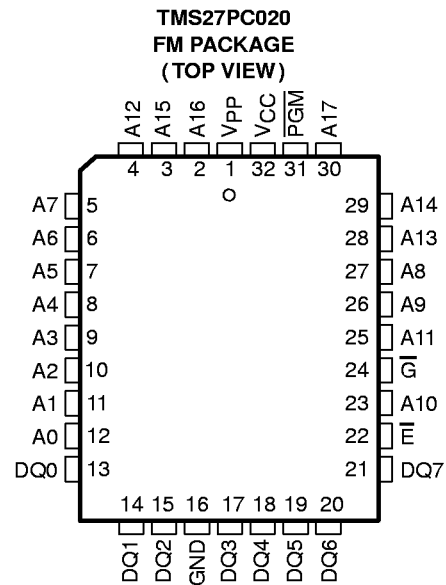 TMS27PC020
FM PACKAGE
( TOP VIEW )
A12 A15 A16 VPP VCC PGM A17
4 3 2 1 32 31 30
A7 5 29 A14
A6 6 28 A13
A5 7 27 A8
A4 8 26 A9
A3 9 25 A11
A2 10 24 G
A1 11 23 A10
A0 12 22 E
DQ0 13 21 DQ7
14 15 16 17 18 19 20
DQ1 DQ2 GND DQ3 DQ4 DQ5 DQ6